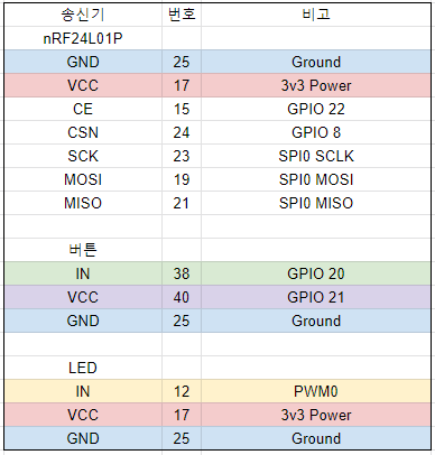 송신기 번호 비고
nRF24L01P
GND 25 Ground
VCC 17 3v3 Power
CE 15 GPIO 22
CSN 24 GPIO 8
SCK 23 SPI0 SCLK
MOSI 19 SPI0 MOSI
MISO 21 SPI0 MISO
버튼
IN 38 GPIO 20
VCC 40 GPIO 21
GND 25 Ground
LED
IN 12 PWM0
VCC 17 3v3 Power
GND 25 Ground